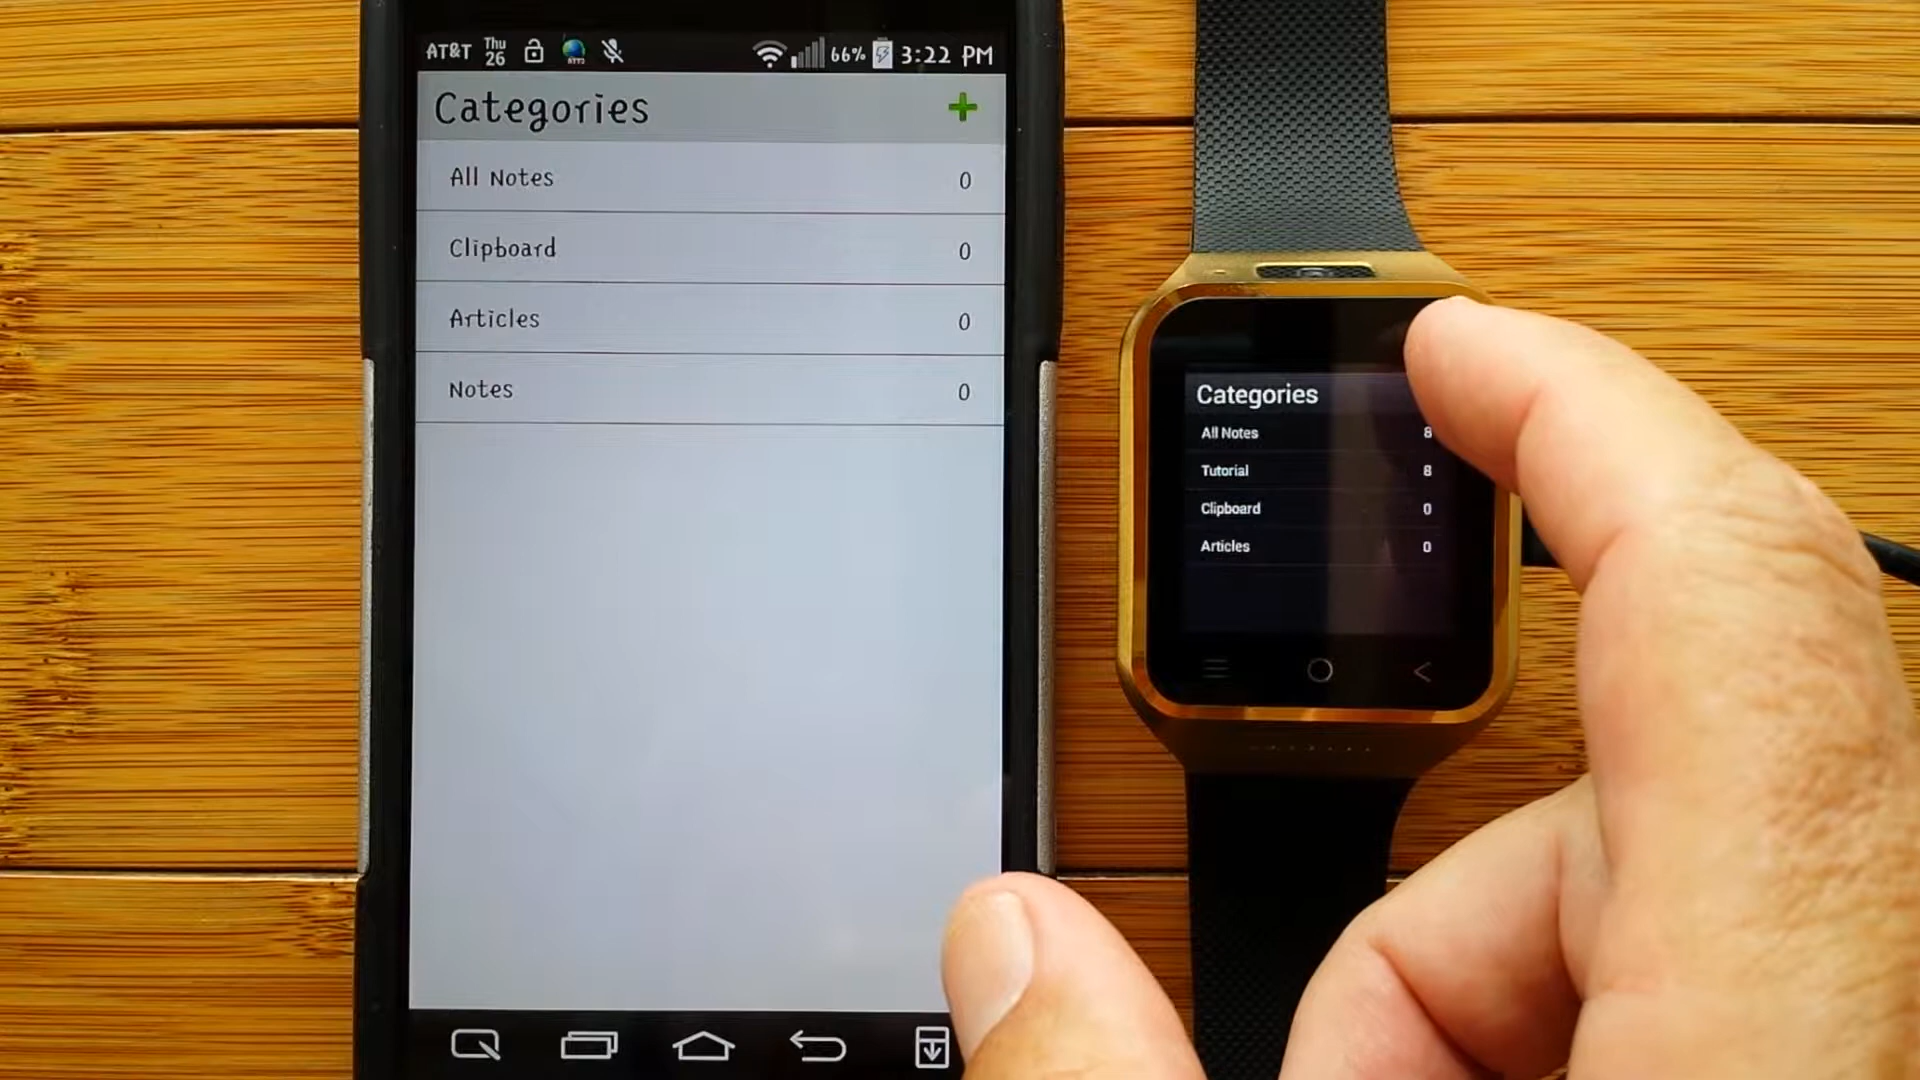 AT&T Thu 26 66% 3:22 PM
Categories
All Notes 0
Clipboard 0
Articles 0
Notes 0
Categories
All Notes 8
Tutorial 8
Clipboard 0
Articles 0